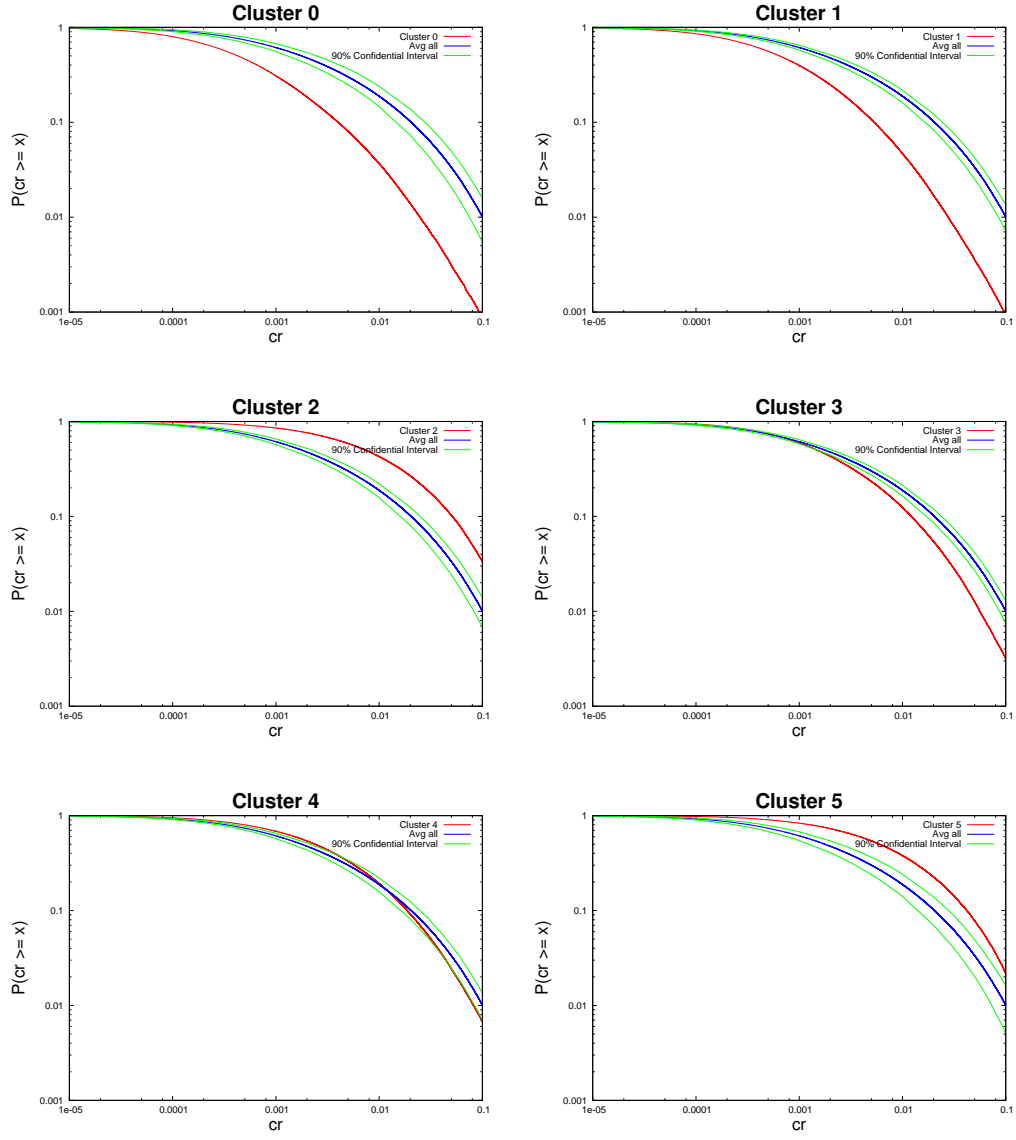 Cluster 0
1
0.1
0.01
0.001
P(cr >= x)
Cluster 0
Avg all
90% Confidential Interval
1e-05
0.0001
0.001
0.01
0.1
cr
Cluster 1
1
0.1
0.01
0.001
P(cr >= x)
Cluster 1
Avg all
90% Confidential Interval
1e-05
0.0001
0.001
0.01
0.1
cr
Cluster 2
1
0.1
0.01
0.001
P(cr >= x)
Cluster 2
Avg all
90% Confidential Interval
1e-05
0.0001
0.001
0.01
0.1
cr
Cluster 3
1
0.1
0.01
0.001
P(cr >= x)
Cluster 3
Avg all
90% Confidential Interval
1e-05
0.0001
0.001
0.01
0.1
cr
Cluster 4
1
0.1
0.01
0.001
P(cr >= x)
Cluster 4
Avg all
90% Confidential Interval
1e-05
0.0001
0.001
0.01
0.1
cr
Cluster 5
1
0.1
0.01
0.001
P(cr >= x)
Cluster 5
Avg all
90% Confidential Interval
1e-05
0.0001
0.001
0.01
0.1
cr